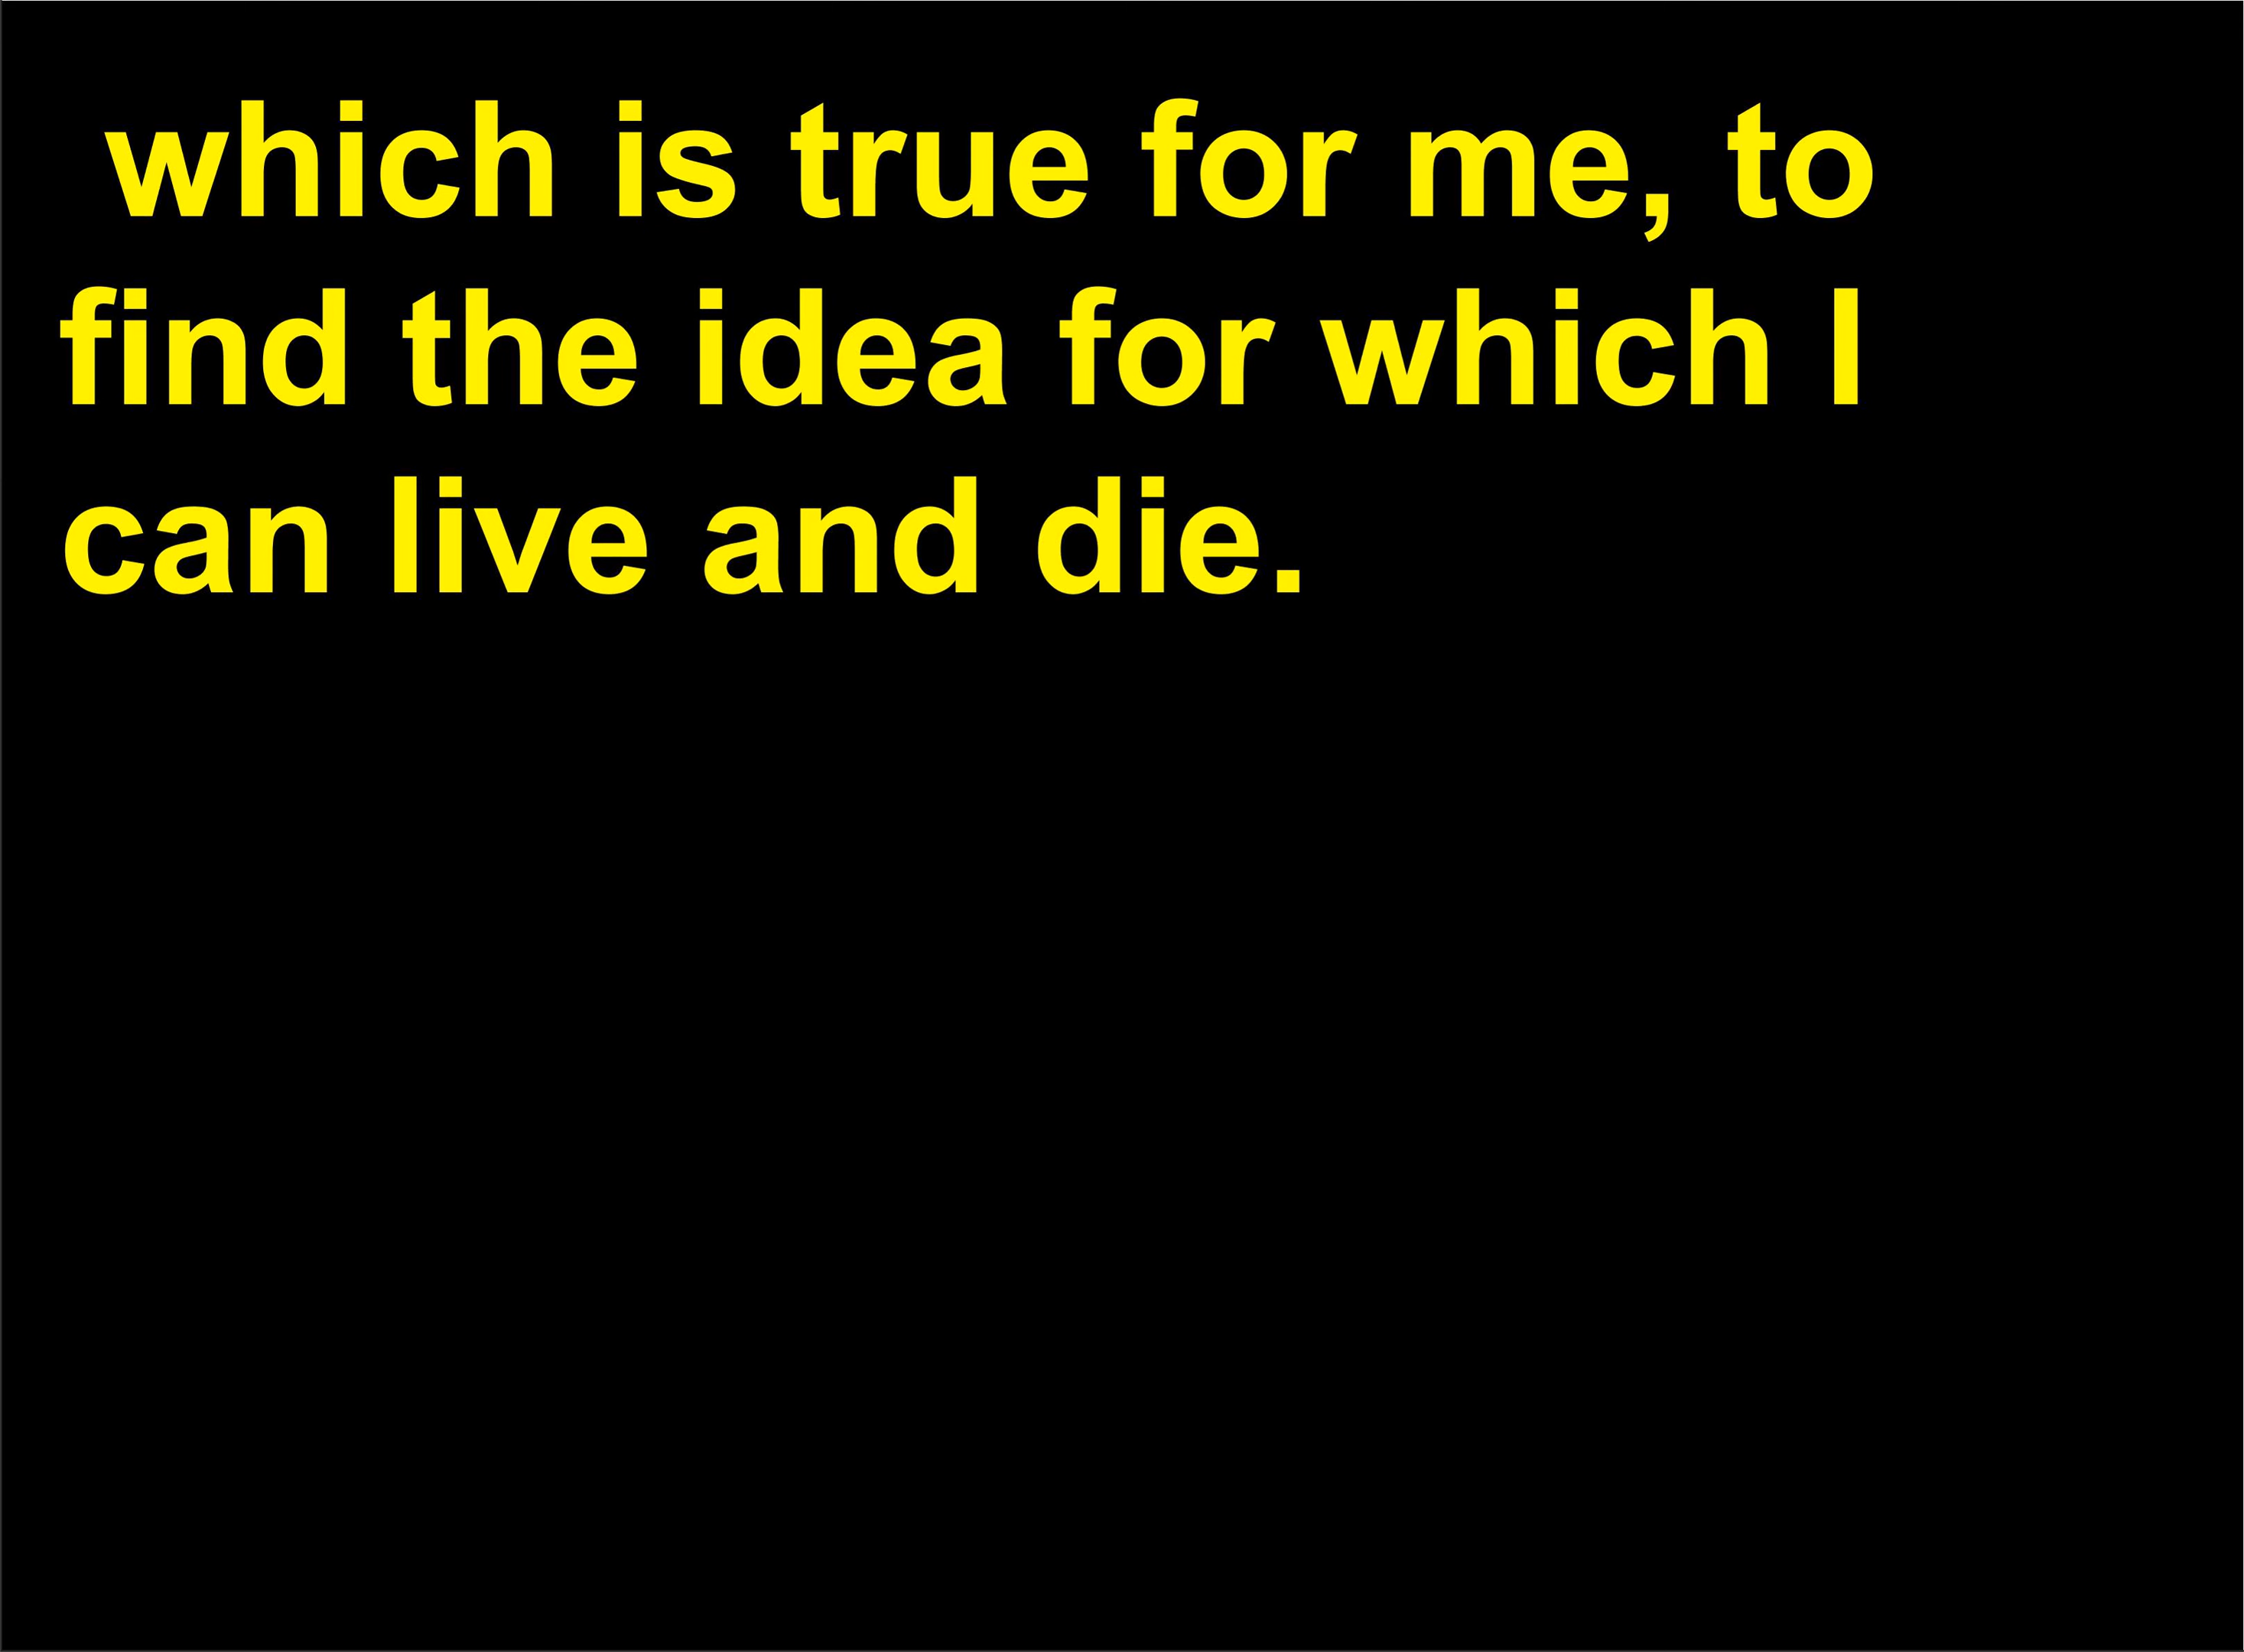 which is true for me, to
find the idea for which I
can live and die.